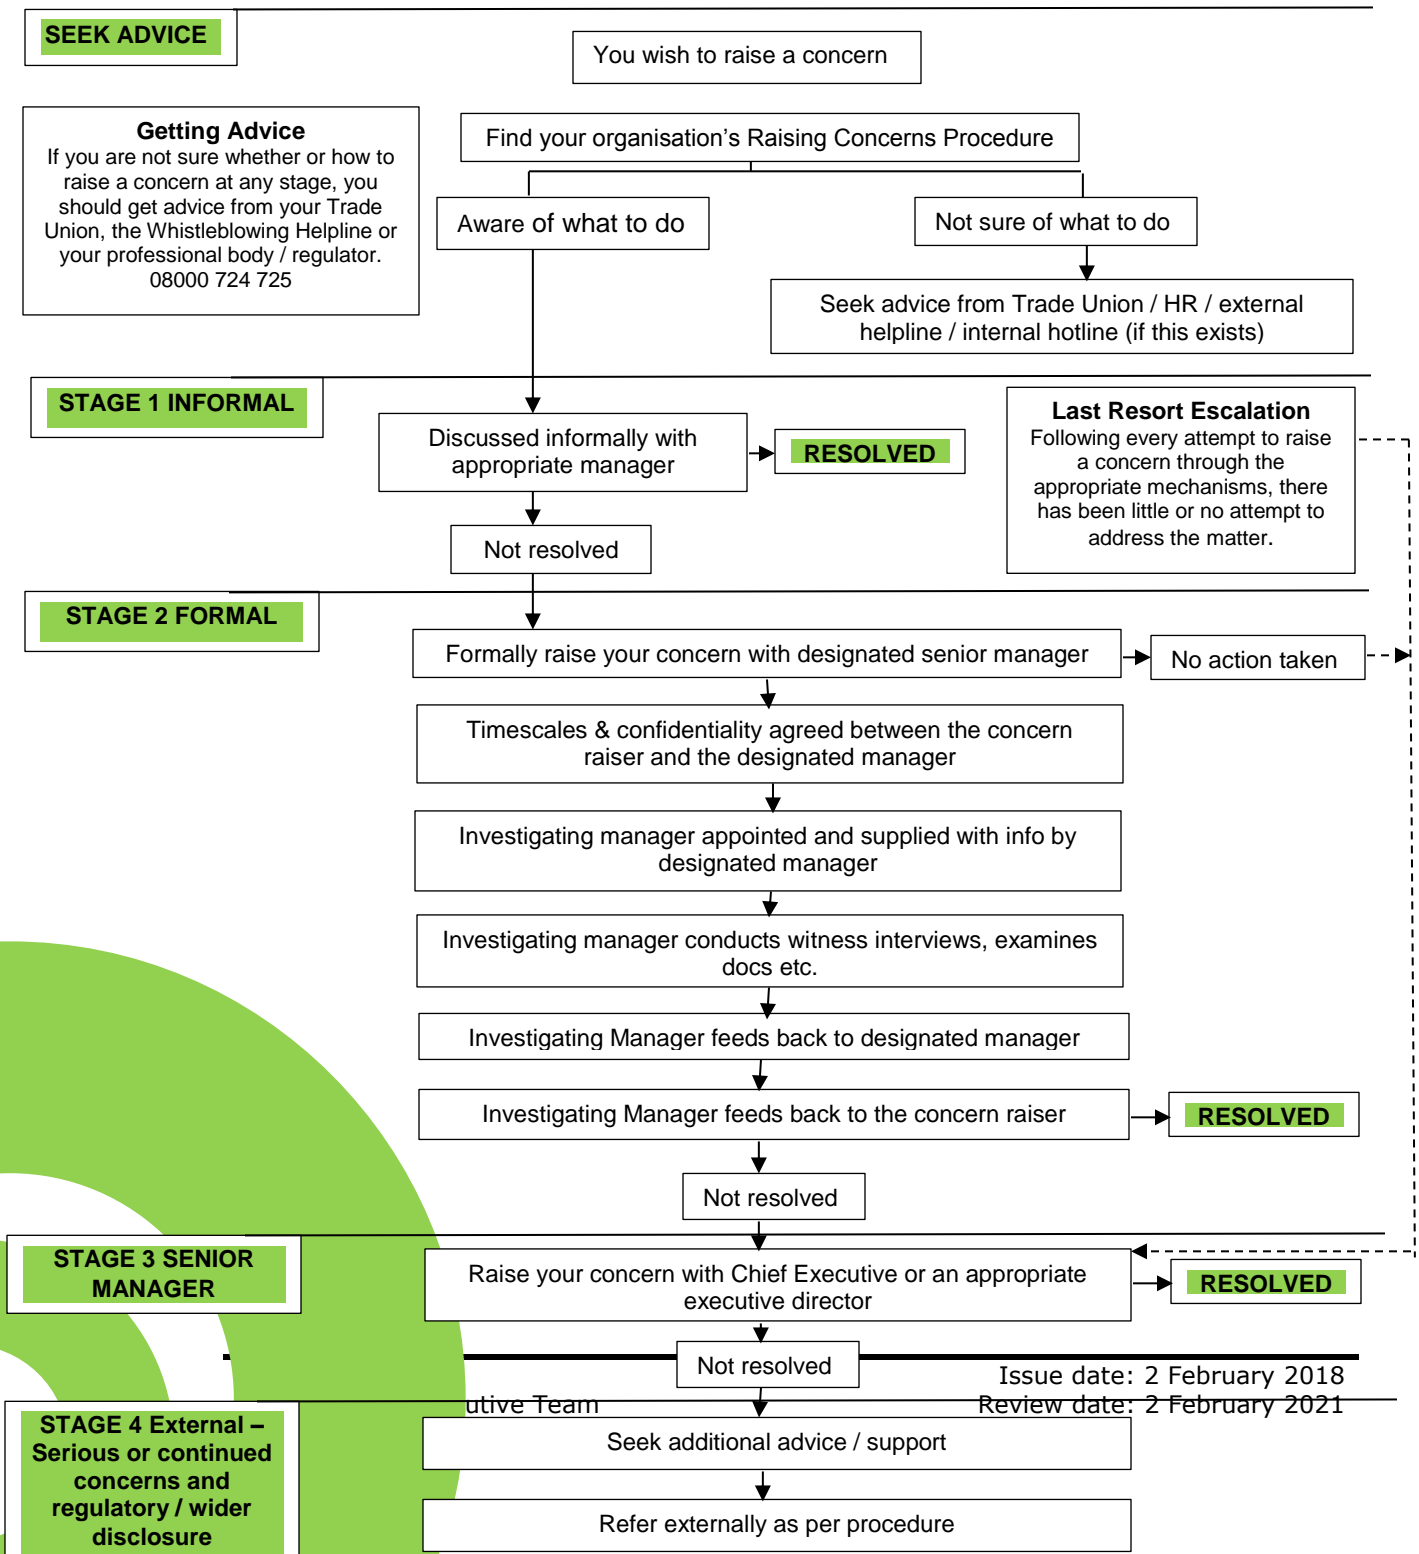 SEEK ADVICE
You wish to raise a concern
Getting Advice
If you are not sure whether or how to
raise a concern at any stage, you
should get advice from your Trade
Union, the Whistleblowing Helpline or
your professional body / regulator.
08000 724 725
Find your organisation’s Raising Concerns Procedure
Aware of what to do
Not sure of what to do
Seek advice from Trade Union / HR / external
helpline / internal hotline (if this exists)
STAGE 1 INFORMAL
Discussed informally with
appropriate manager
RESOLVED
Last Resort Escalation
Following every attempt to raise
a concern through the
appropriate mechanisms, there
has been little or no attempt to
address the matter.
Not resolved
STAGE 2 FORMAL
Formally raise your concern with designated senior manager
No action taken
Timescales & confidentiality agreed between the concern
raiser and the designated manager
Investigating manager appointed and supplied with info by
designated manager
Investigating manager conducts witness interviews, examines
docs etc.
Investigating Manager feeds back to designated manager
Investigating Manager feeds back to the concern raiser
RESOLVED
Not resolved
STAGE 3 SENIOR
MANAGER
Raise your concern with Chief Executive or an appropriate
executive director
RESOLVED
Not resolved
Issue date: 2 February 2018
utive Team
Review date: 2 February 2021
STAGE 4 External –
Serious or continued
concerns and
regulatory / wider
disclosure
Seek additional advice / support
Refer externally as per procedure